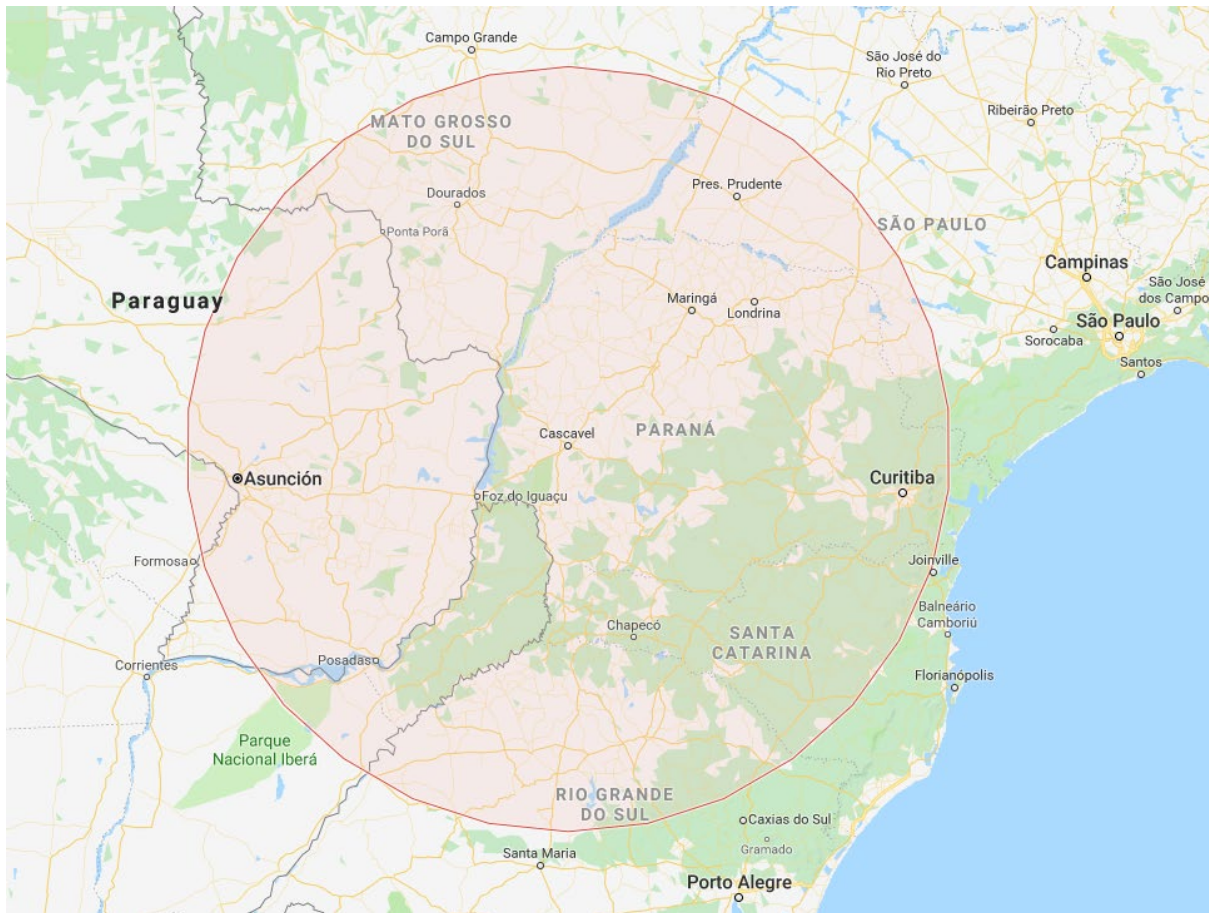 Campo Grande
São José do
Rio Preto
Ribeirão Preto
MATO GROSSO
DO SUL
Dourados
Pres. Prudente
Ponta Porã
SÃO PAULO
Campinas
Paraguay
Maringá
Londrina
São José
dos Campo
São Paulo
Sorocaba
Santos
Cascavel
PARANÁ
Asunción
Curitiba
Foz do Iguaçu
Formosa
Joinville
Balneário
Camboriú
Chapecó
SANTA
CATARINA
Posadas
Corrientes
Florianópolis
Parque
Nacional Iberá
RIO GRANDE
DO SUL
Caxias do Sul
Gramado
Santa Maria
Porto Alegre